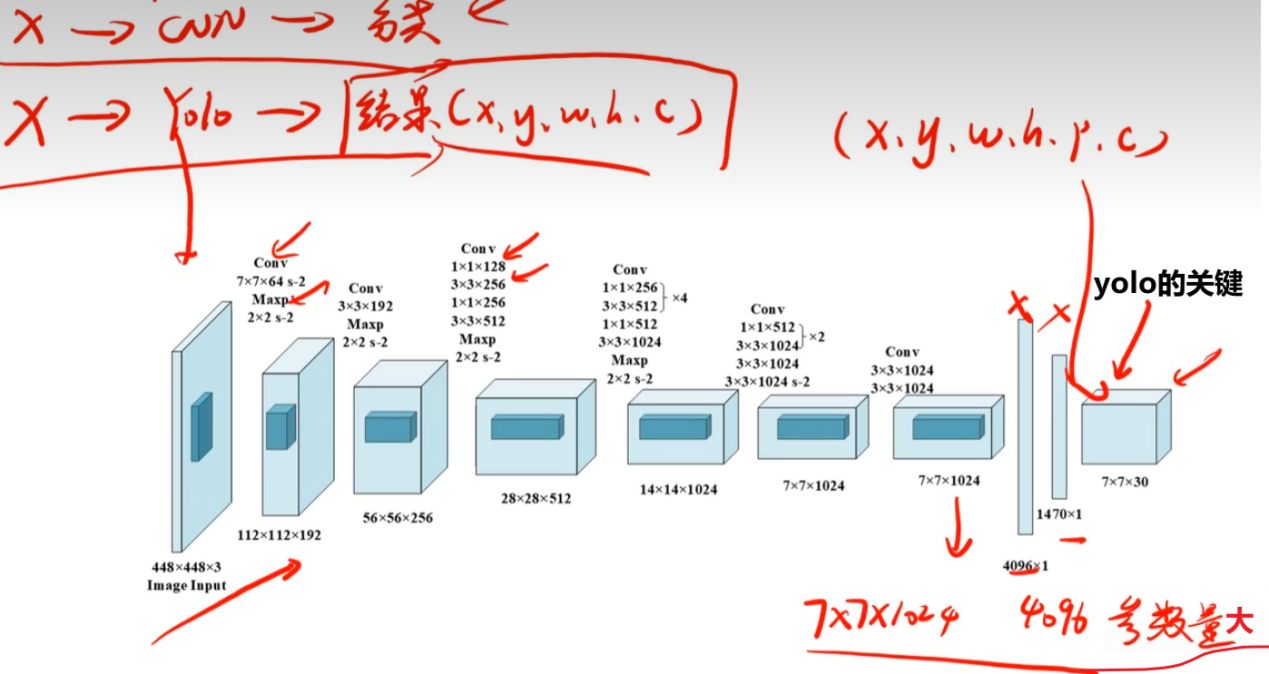 X → CNN → 分类
X → Yolo → 结果(x,y,w,h,c)
(x,y,w,h,p,c)
yolo的关键
Conv
7×7×64 s-2
Maxp
2×2 s-2
Conv
3×3×192
Maxp
2×2 s-2
Conv
1×1×128
3×3×256
1×1×256
3×3×512
Maxp
2×2 s-2
Conv
1×1×256
3×3×512
×4
1×1×512
3×3×1024
Maxp
2×2 s-2
Conv
1×1×512
3×3×1024
×2
3×3×1024
3×3×1024 s-2
Conv
3×3×1024
3×3×1024
448×448×3
Image Input
112×112×192
56×56×256
28×28×512
14×14×1024
7×7×1024
7×7×1024
4096×1
1470×1
7×7×30
7×7×1024 4096 参数量大